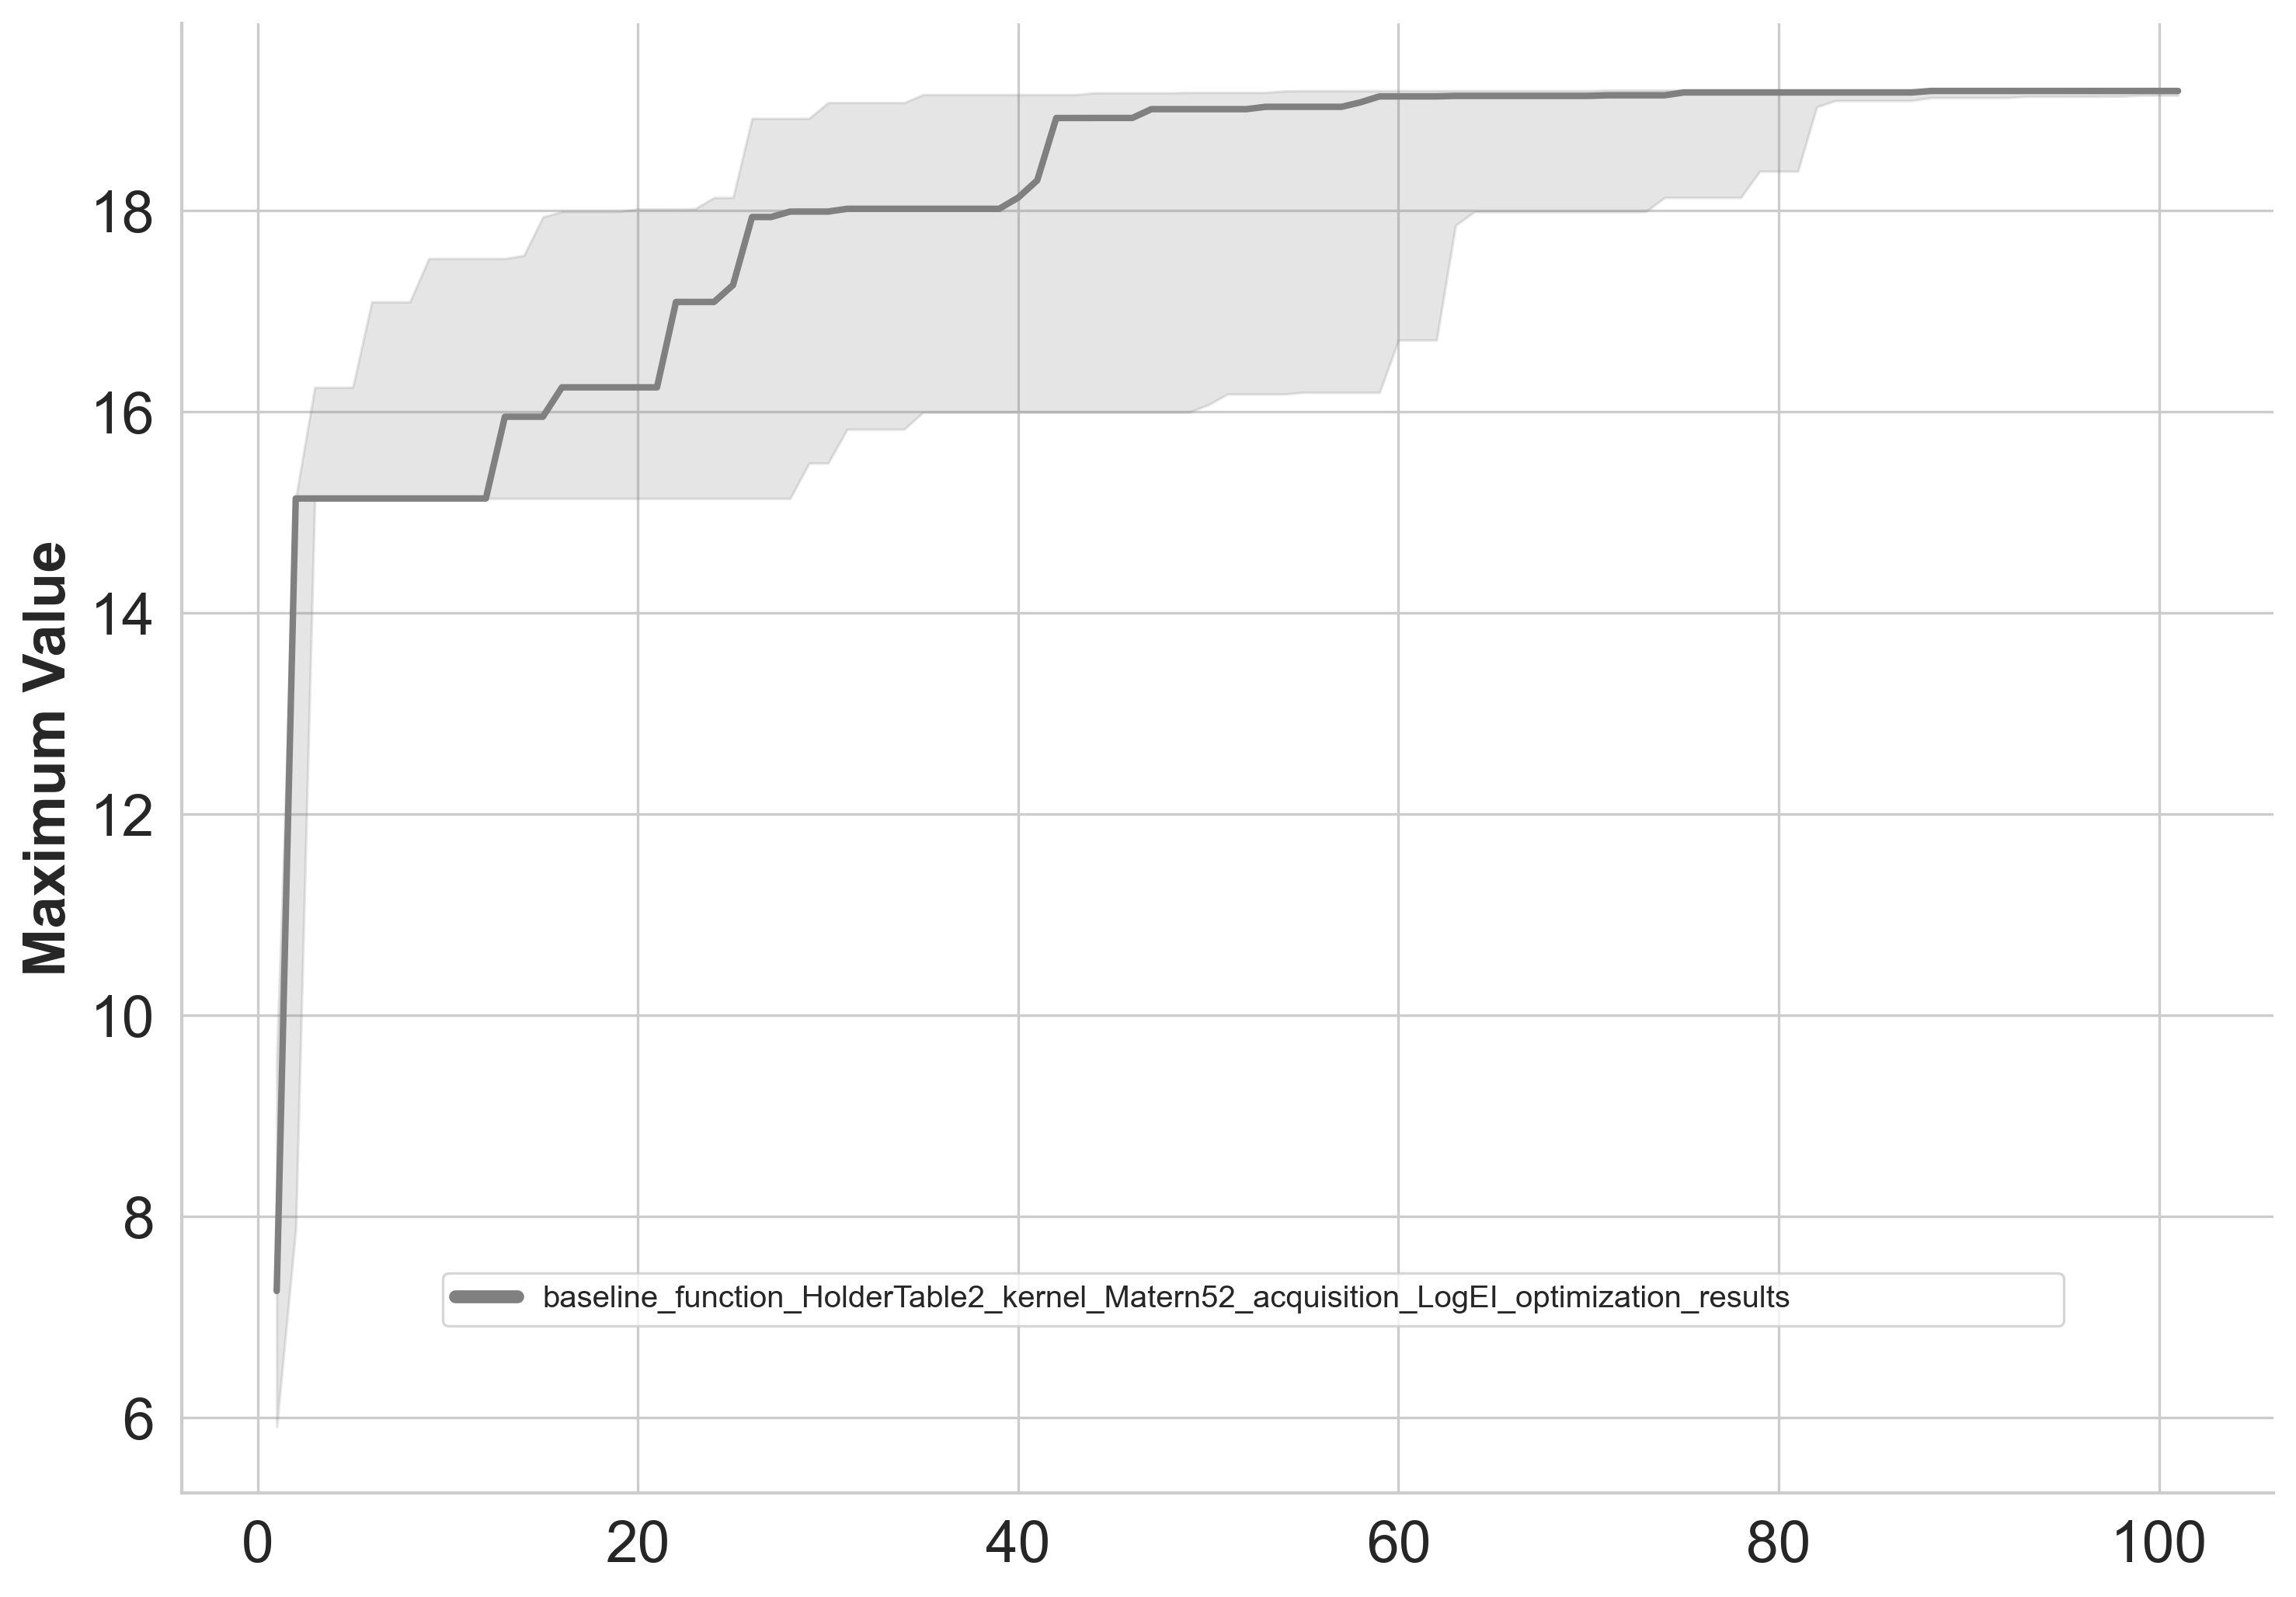 Maximum Value
18
16
14
12
10
8
6
baseline_function_HolderTable2_kernel_Matern52_acquisition_LogEI_optimization_results
0 20 40 60 80 100